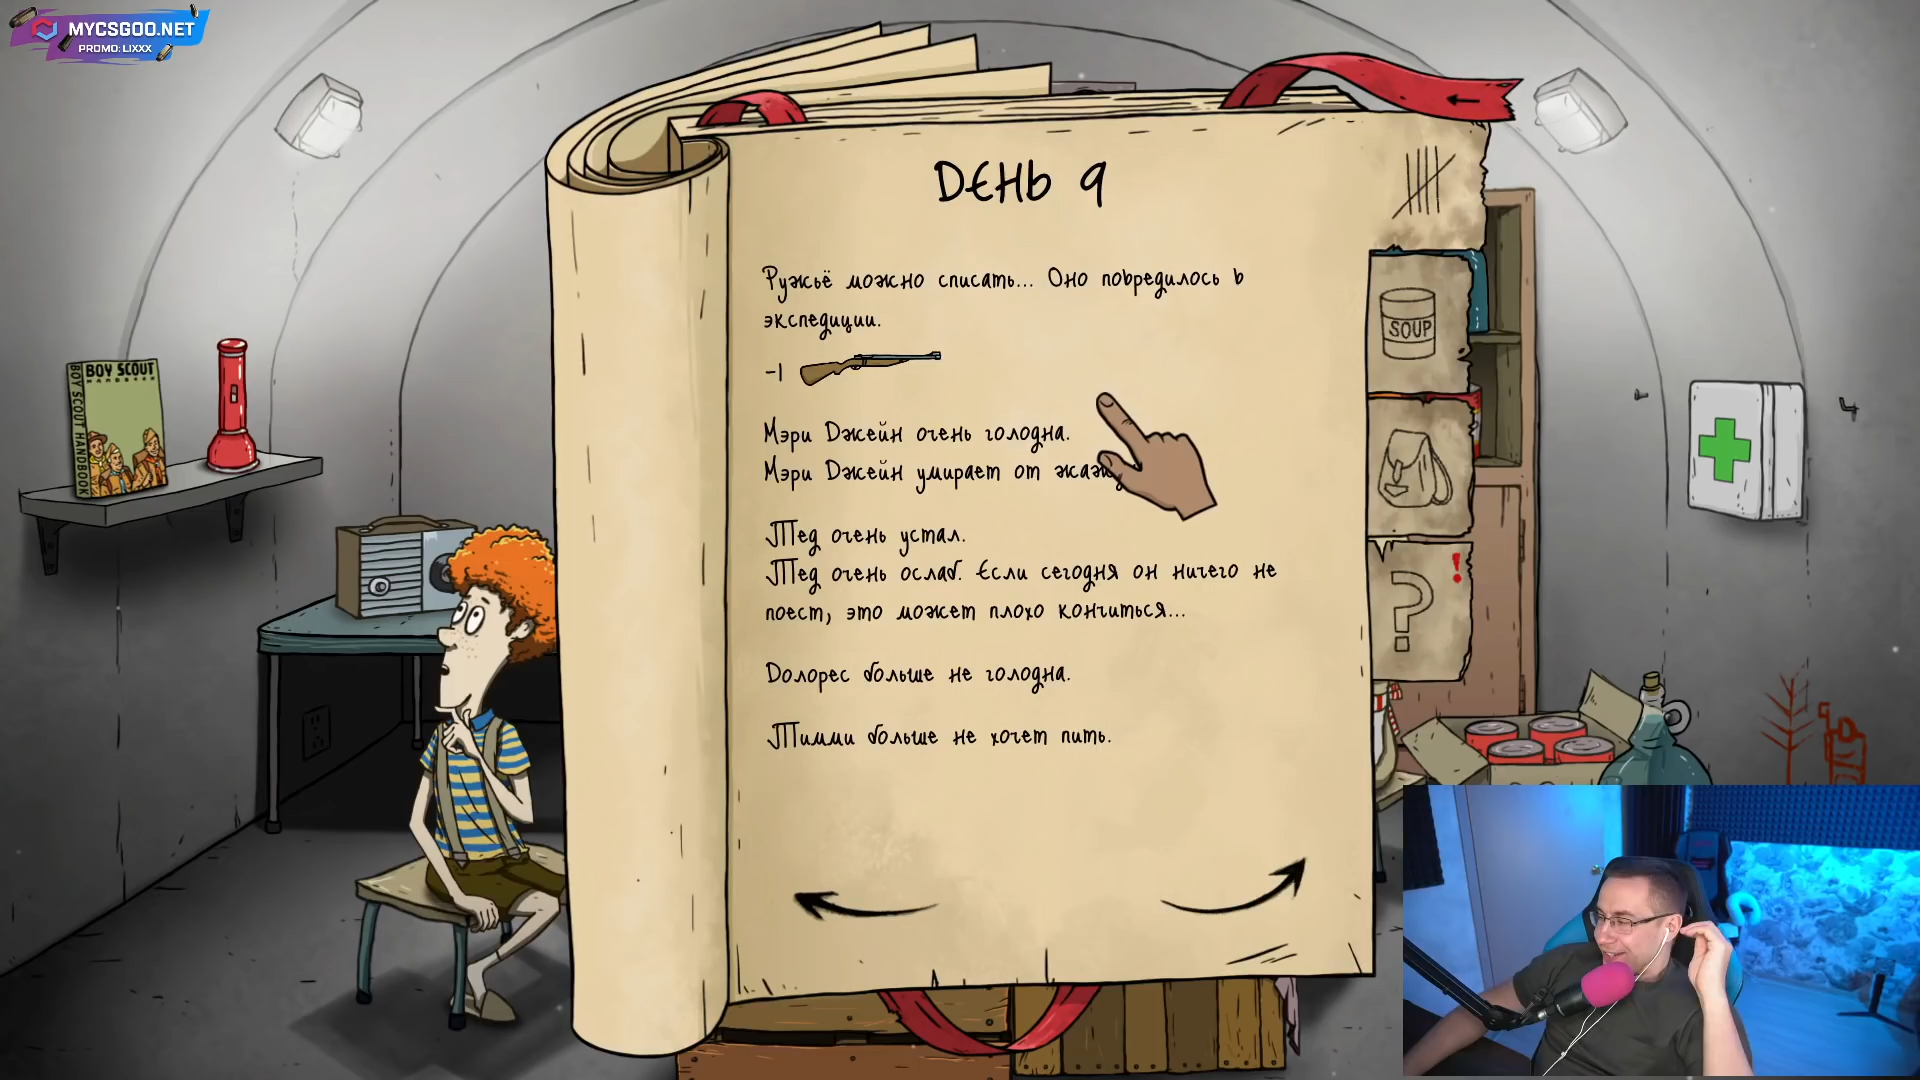 MYCSGOO.NET
PROMO: LIXXX
ДЕНЬ 9
Ружьё можно списать... Оно повредилось в
экспедиции.
-1
Мэри Джейн очень голодна.
Мэри Джейн умирает от
Тед очень устал.
Тед очень ослаб. Если сегодня он ничего не
поест, это может плохо кончиться...
Долорес больше не голодна.
Тимми больше не хочет пить.
SOUP
?
!
BOY SCOUT
HANDBOOK
BOY SCOUT HANDBOOK